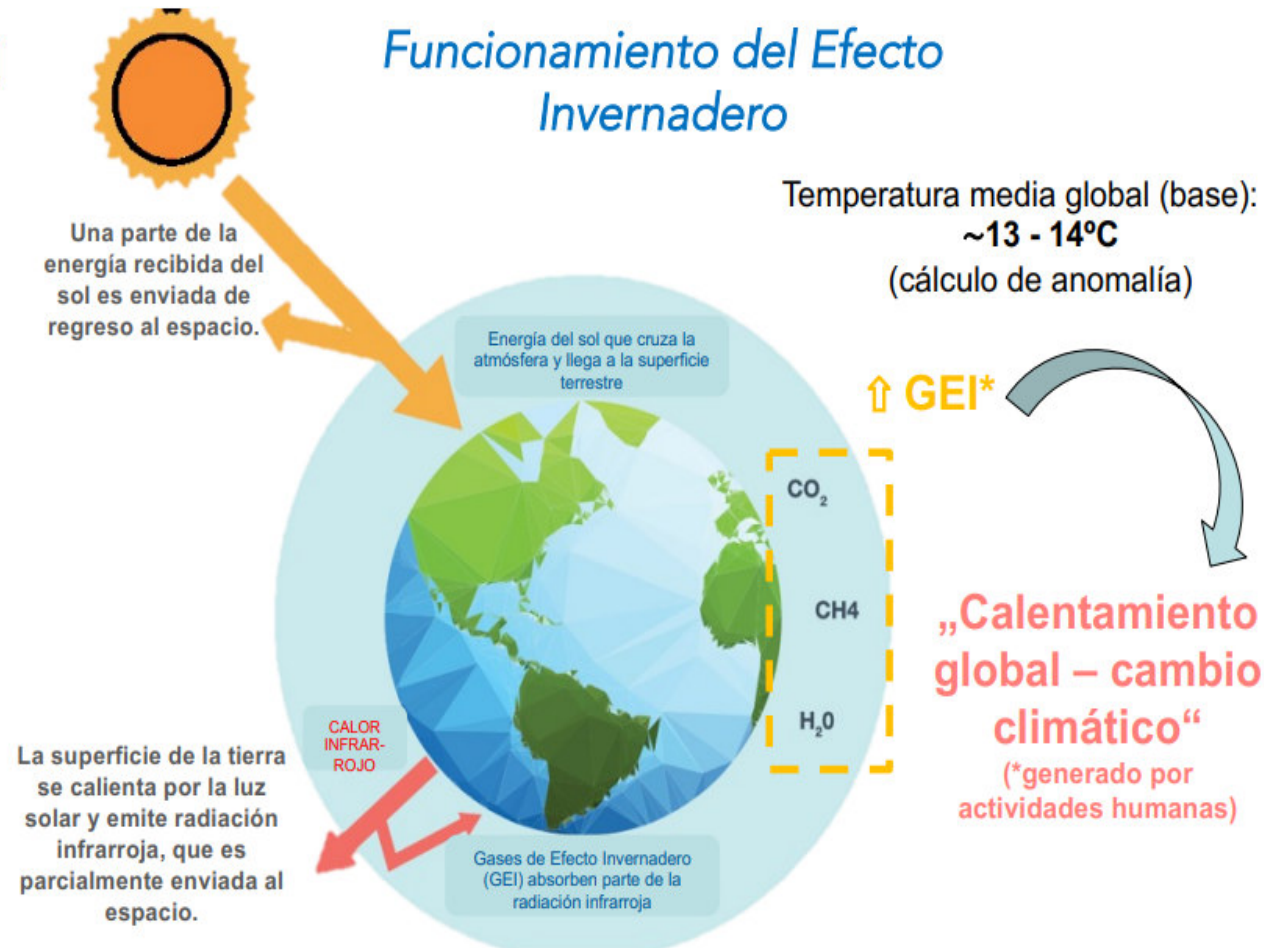 Funcionamiento del Efecto
Invernadero
Temperatura media global (base):
~13 - 14ºC
(cálculo de anomalía)
Una parte de la
energía recibida del
sol es enviada de
regreso al espacio.
Energía del sol que cruza la
atmósfera y llega a la superficie
terrestre
⇧ GEI*
CO₂
CH4
H₂0
„Calentamiento
global – cambio
climático“
(*generado por
actividades humanas)
CALOR
INFRAR-
ROJO
La superficie de la tierra
se calienta por la luz
solar y emite radiación
infrarroja, que es
parcialmente enviada al
espacio.
Gases de Efecto Invernadero
(GEI) absorben parte de la
radiación infrarroja